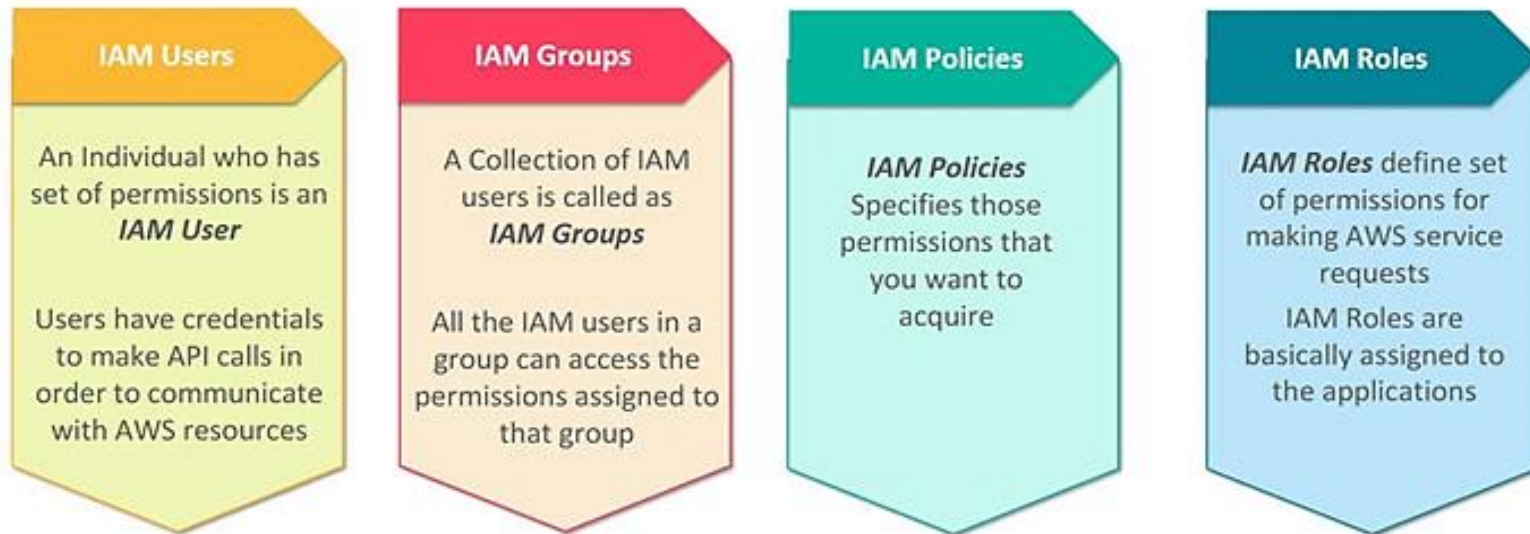 IAM Users
An Individual who has
set of permissions is an
IAM User
Users have credentials
to make API calls in
order to communicate
with AWS resources
IAM Groups
A Collection of IAM
users is called as
IAM Groups
All the IAM users in a
group can access the
permissions assigned to
that group
IAM Policies
IAM Policies
Specifies those
permissions that
you want to
acquire
IAM Roles
IAM Roles define set
of permissions for
making AWS service
requests
IAM Roles are
basically assigned to
the applications